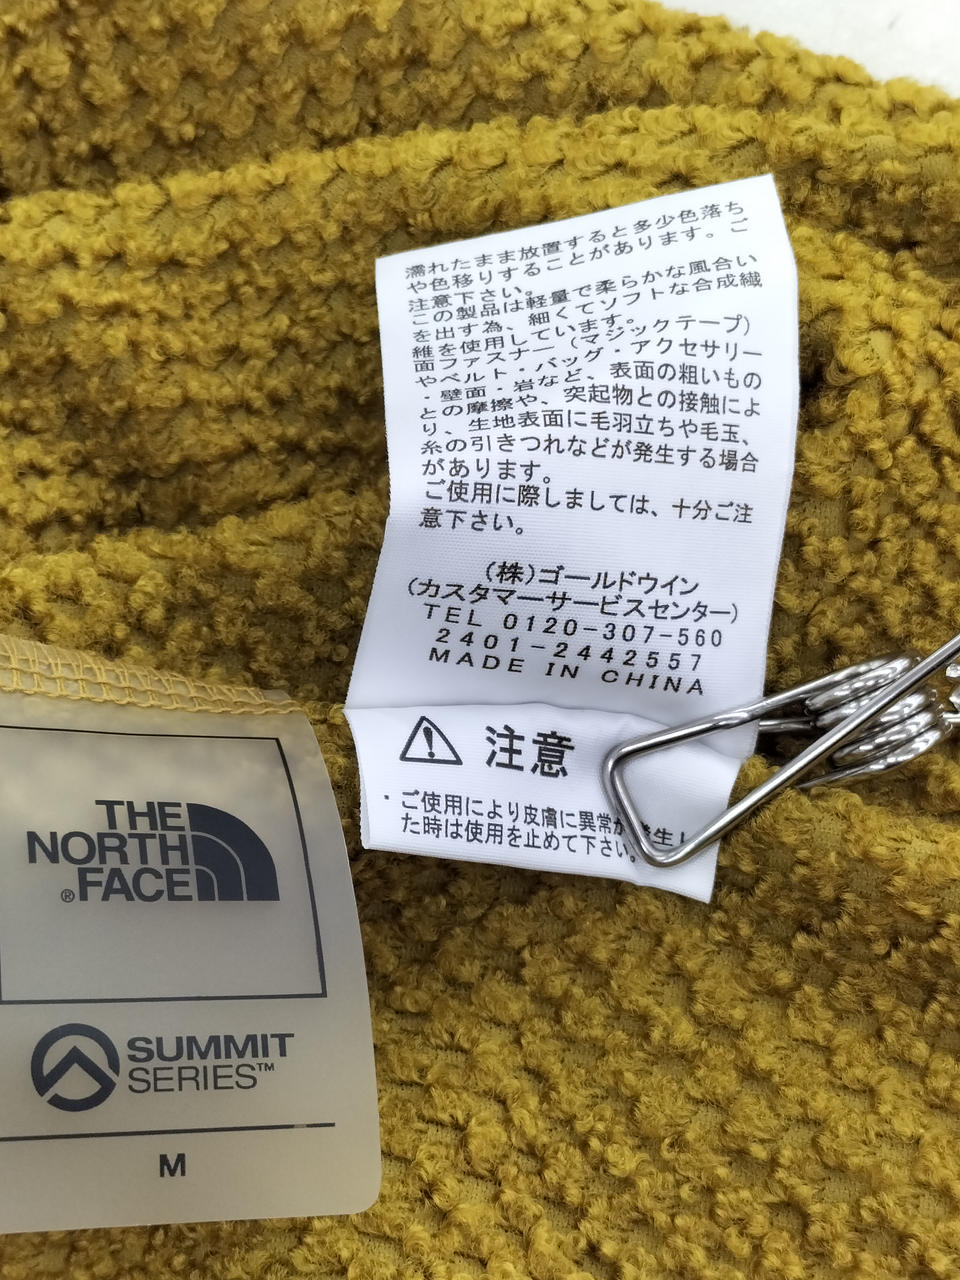 濡れたまま放置すると多少色落ち
や色移りすることがあります。ご
注意下さい。
この製品は軽量で柔らかな風合い
を出す為、細くてソフトな合成繊
維を使用しています。
面ファスナー（マジックテープ）
やベルト・バッグ・アクセサリー
・壁面・岩など、表面の粗いもの
との摩擦や、突起物との接触によ
り、生地表面に毛羽立ちや毛玉、
糸の引きつれなどが発生する場合
があります。
ご使用に際しましては、十分ご注
意下さい。
(株)ゴールドウイン
(カスタマーサービスセンター)
TEL 0120-307-560
2401-2442557
MADE IN CHINA
⚠ 注意
・ご使用により皮膚に異常が発生し
た時は使用を止めて下さい。
THE
NORTH
FACE®
SUMMIT
SERIES™
M